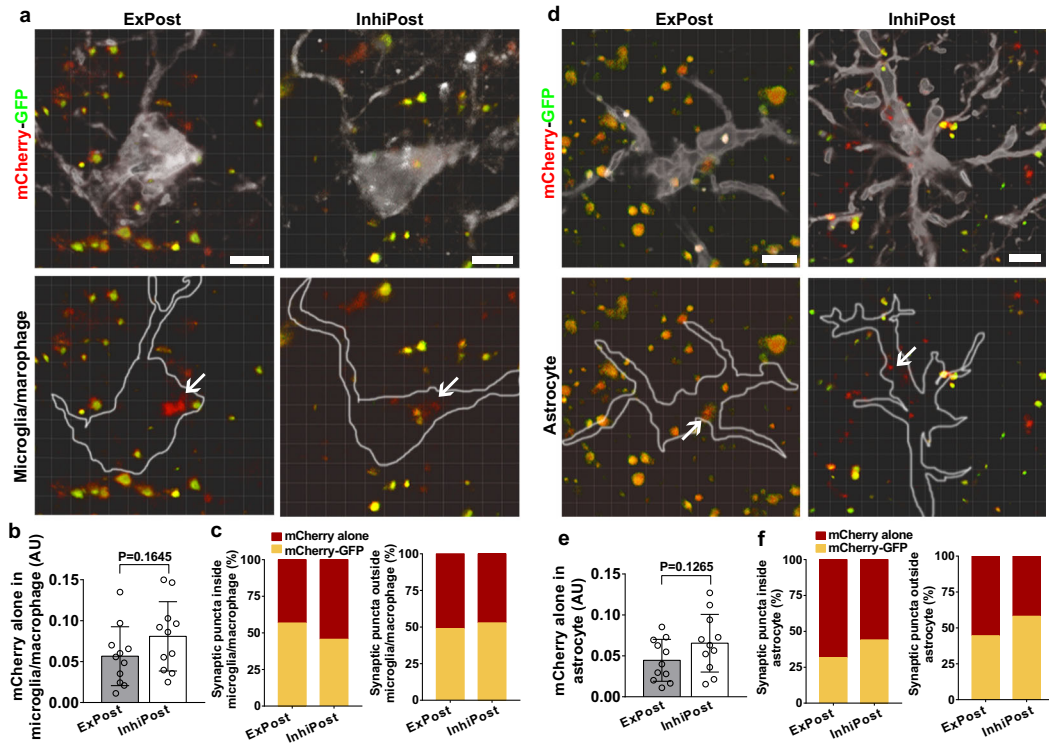 a
ExPost
InhiPost
mCherry-GFP
Microglia/marophage
d
ExPost
InhiPost
mCherry-GFP
Astrocyte
b
mCherry alone in
microglia/macrophage (AU)
P=0.1645
0.15
0.10
0.05
0.00
ExPost
InhiPost
c
mCherry alone
mCherry-GFP
Synaptic puncta inside
microglia/macrophage (%)
100
75
50
25
0
ExPost
InhiPost
Synaptic puncta outside
microglia/macrophage (%)
100
75
50
25
0
ExPost
InhiPost
e
mCherry alone in
astrocyte (AU)
P=0.1265
0.15
0.10
0.05
0.00
ExPost
InhiPost
f
mCherry alone
mCherry-GFP
Synaptic puncta inside
astrocyte (%)
100
75
50
25
0
ExPost
InhiPost
Synaptic puncta outside
astrocyte (%)
100
75
50
25
0
ExPost
InhiPost